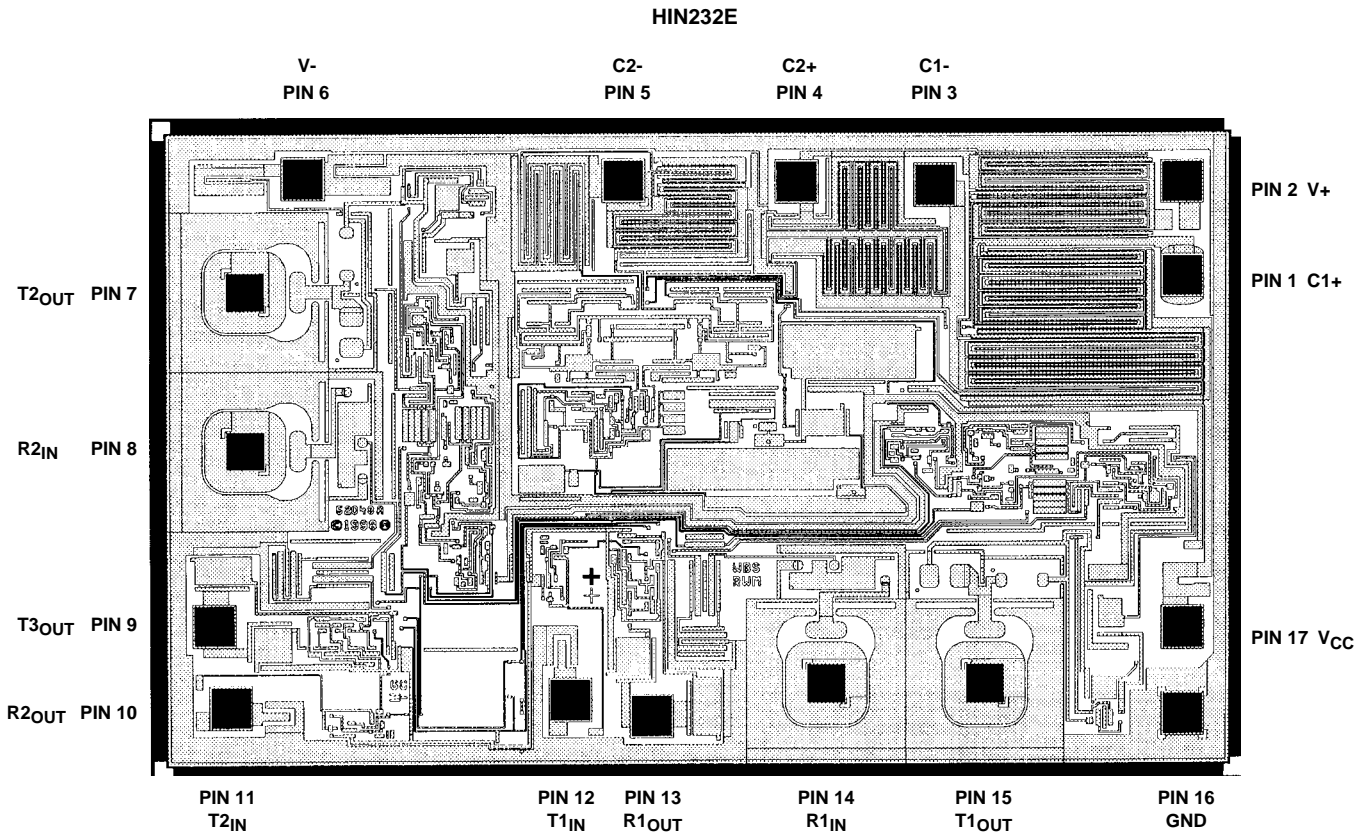 HIN232E
V-
PIN 6
C2-
PIN 5
C2+
PIN 4
C1-
PIN 3
PIN 2 V+
PIN 1 C1+
T2OUT PIN 7
R2IN PIN 8
T3OUT PIN 9
R2OUT PIN 10
PIN 17 VCC
WBS
RWM
PIN 11
T2IN
PIN 12
T1IN
PIN 13
R1OUT
PIN 14
R1IN
PIN 15
T1OUT
PIN 16
GND